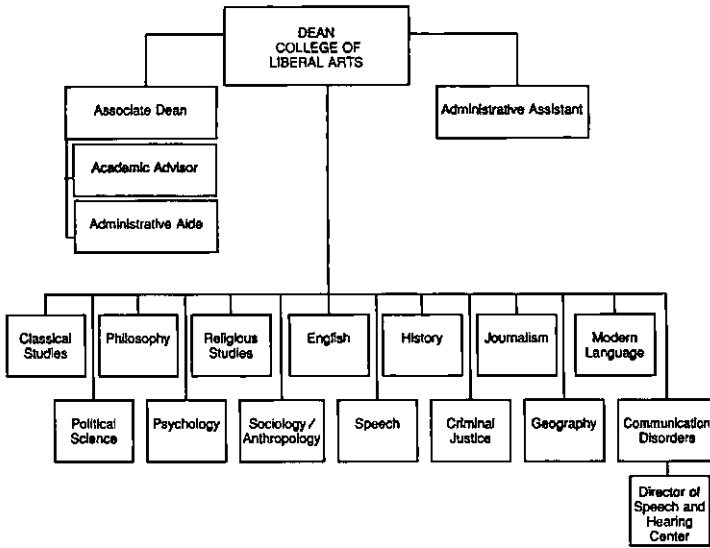 DEAN
COLLEGE OF
LIBERAL ARTS
Associate Dean
Administrative Assistant
Academic Advisor
Administrative Aide
Classical
Studies
Philosophy
Religious
Studies
English
History
Journalism
Modern
Language
Political
Science
Psychology
Sociology/
Anthropology
Speech
Criminal
Justice
Geography
Communication
Disorders
Director of
Speech and
Hearing
Center